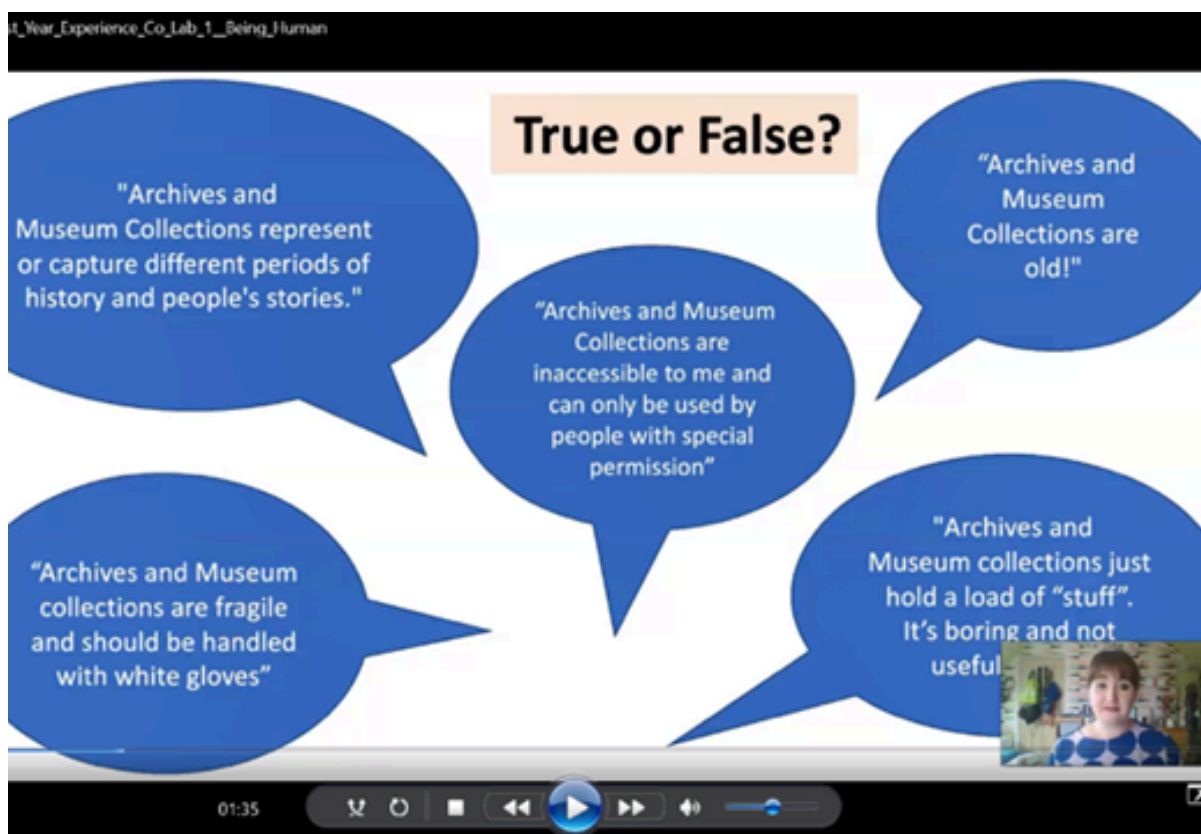 st_Year_Experience_Co_Lab_1__Being_Human
True or False?
"Archives and
Museum Collections represent
or capture different periods of
history and people's stories."
“Archives and
Museum
Collections are
old!"
“Archives and Museum
Collections are
inaccessible to me and
can only be used by
people with special
permission”
“Archives and Museum
collections are fragile
and should be handled
with white gloves”
"Archives and
Museum collections just
hold a load of “stuff”.
It’s boring and not
useful
01:35